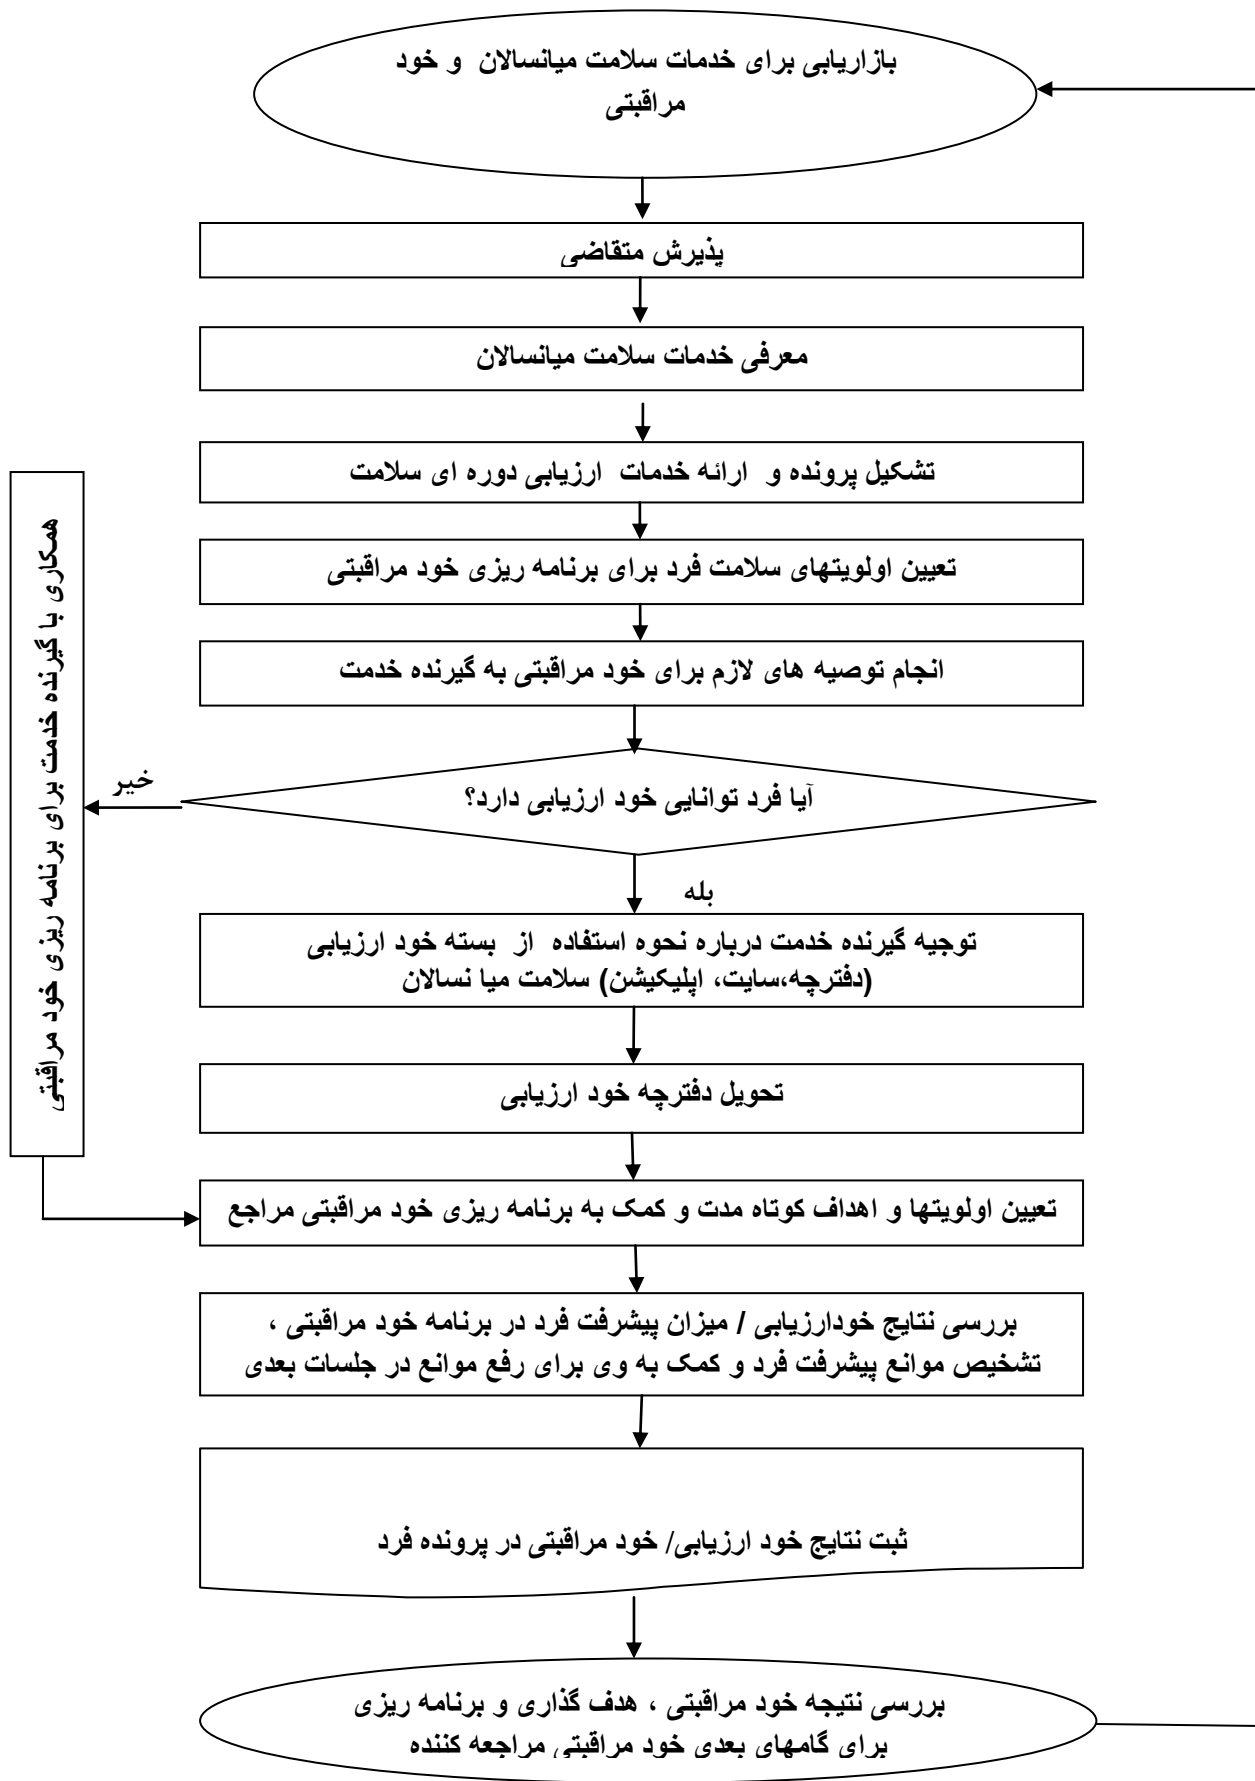 بازاریابی برای خدمات سلامت میانسالان و خود
مراقبتی
پذیرش متقاضی
معرفی خدمات سلامت میانسالان
تشکیل پرونده و ارائه خدمات ارزیابی دوره ای سلامت
تعیین اولویتهای سلامت فرد برای برنامه ریزی خود مراقبتی
انجام توصیه های لازم برای خود مراقبتی به گیرنده خدمت
آیا فرد توانایی خود ارزیابی دارد؟
خیر
همکاری با گیرنده خدمت برای برنامه ریزی خود مراقبتی
بله
توجیه گیرنده خدمت درباره نحوه استفاده از بسته خود ارزیابی
(دفترچه،سایت، اپلیکیشن) سلامت میا نسالان
تحویل دفترچه خود ارزیابی
تعیین اولویتها و اهداف کوتاه مدت و کمک به برنامه ریزی خود مراقبتی مراجع
بررسی نتایج خودارزیابی / میزان پیشرفت فرد در برنامه خود مراقبتی ،
تشخیص موانع پیشرفت فرد و کمک به وی برای رفع موانع در جلسات بعدی
ثبت نتایج خود ارزیابی/ خود مراقبتی در پرونده فرد
بررسی نتیجه خود مراقبتی ، هدف گذاری و برنامه ریزی
برای گامهای بعدی خود مراقبتی مراجعه کننده